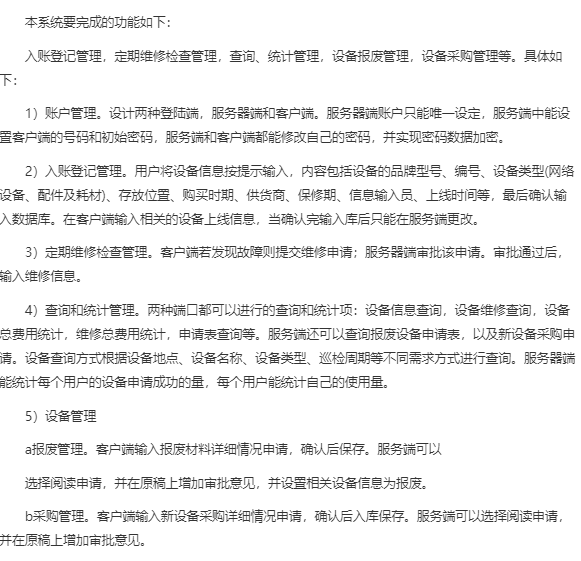 本系统要完成的功能如下：
入账登记管理，定期维修检查管理，查询、统计管理，设备报废管理，设备采购管理等。具体如
下：
1）账户管理。设计两种登陆端，服务器端和客户端。服务器端账户只能唯一设定，服务端中能设
置客户端的号码和初始密码，服务端和客户端都能修改自己的密码，并实现密码数据加密。
2）入账登记管理。用户将设备信息按提示输入，内容包括设备的品牌型号、编号、设备类型(网络
设备、配件及耗材)、存放位置、购买时期、供货商、保修期、信息输入员、上线时间等，最后确认输
入数据库。在客户端输入相关的设备上线信息，当确认完输入库后只能在服务端更改。
3）定期维修检查管理。客户端若发现故障则提交维修申请；服务器端审批该申请。审批通过后，
输入维修信息。
4）查询和统计管理。两种端口都可以进行的查询和统计项：设备信息查询，设备维修查询，设备
总费用统计，维修总费用统计，申请表查询等。服务端还可以查询报废设备申请表，以及新设备采购申
请。设备查询方式根据设备地点、设备名称、设备类型、巡检周期等不同需求方式进行查询。服务器端
能统计每个用户的设备申请成功的量，每个用户能统计自己的使用量。
5）设备管理
a报废管理。客户端输入报废材料详细情况申请，确认后保存。服务端可以
选择阅读申请，并在原稿上增加审批意见，并设置相关设备信息为报废。
b采购管理。客户端输入新设备采购详细情况申请，确认后入库保存。服务端可以选择阅读申请，
并在原稿上增加审批意见。